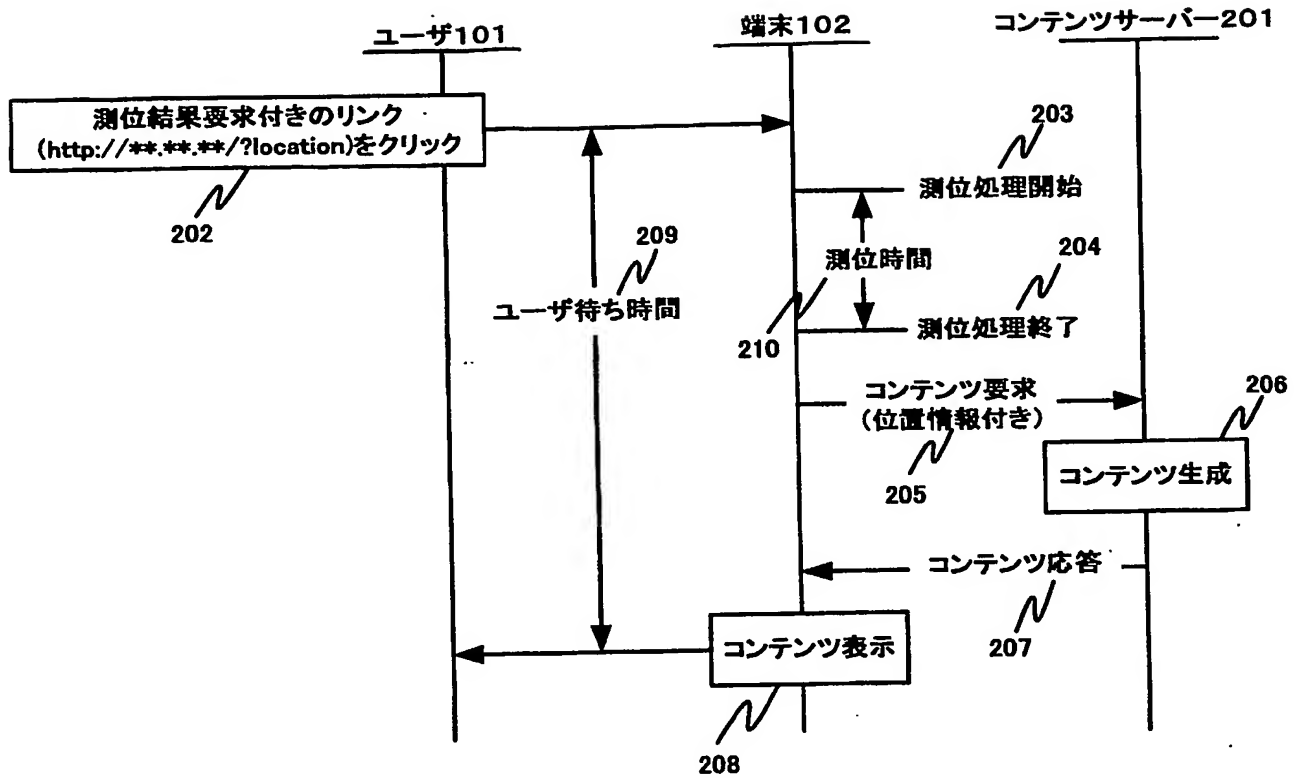 ユーザ101
端末102
コンテンツサーバー201
測位結果要求付きのリンク
(http://**.**.**/?location)をクリック
202
203
測位処理開始
209
ユーザ待ち時間
測位時間
204
210
測位処理終了
コンテンツ要求
(位置情報付き)
205
206
コンテンツ生成
コンテンツ応答
207
コンテンツ表示
208